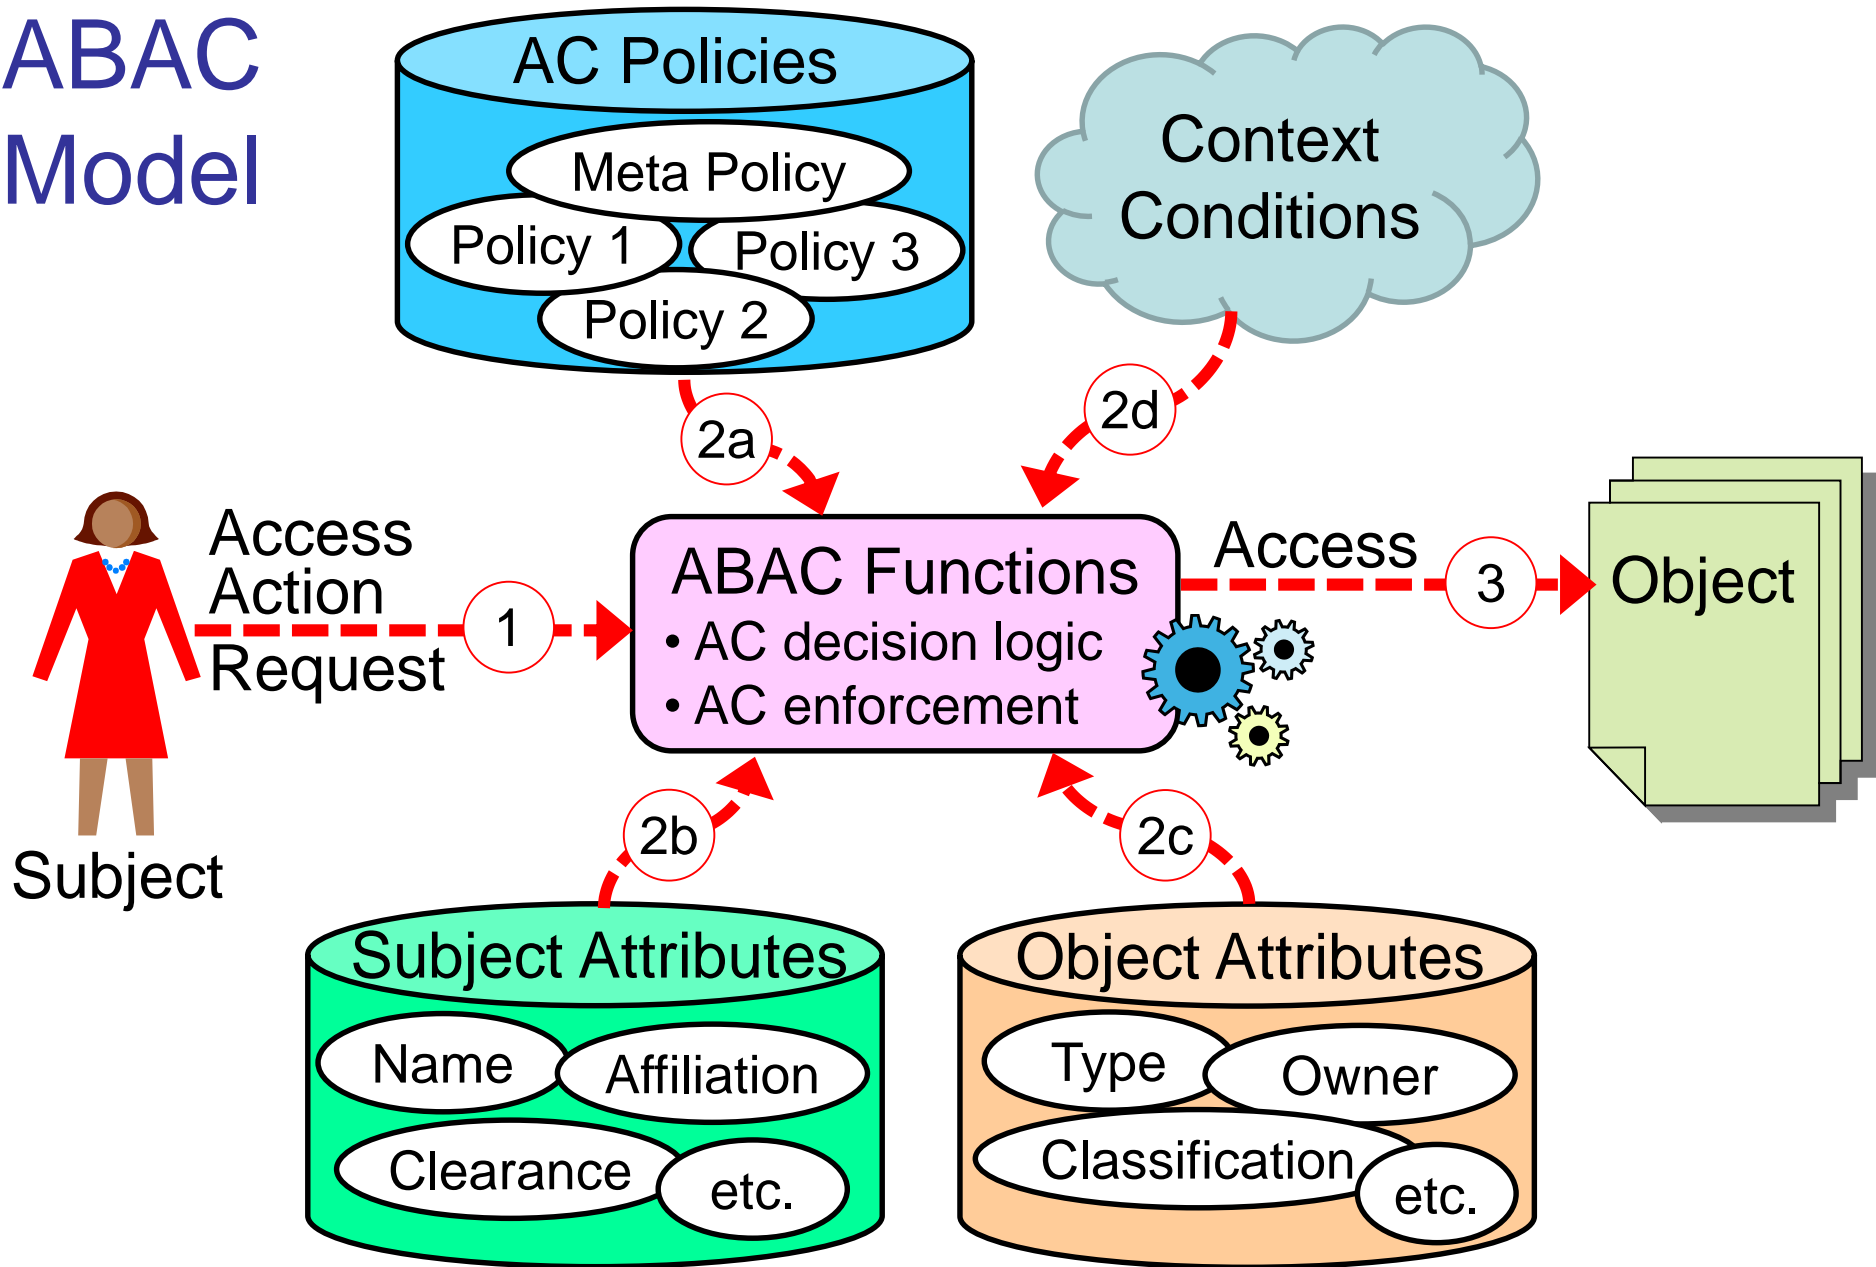 ABAC
Model
AC Policies
Meta Policy
Policy 1
Policy 3
Policy 2
Context
Conditions
2a
2d
Access
Action
Request
1
ABAC Functions
• AC decision logic
• AC enforcement
Access
3
Object
Subject
2b
2c
Subject Attributes
Name
Affiliation
Clearance
etc.
Object Attributes
Type
Owner
Classification
etc.